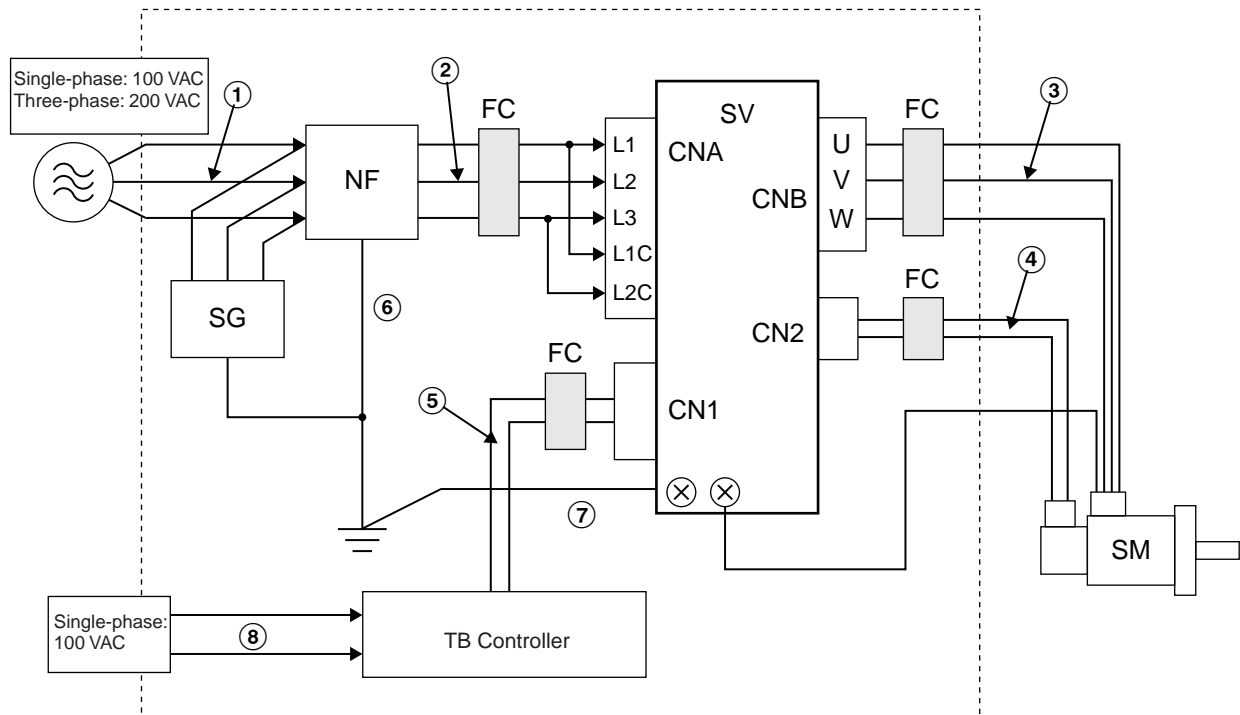 Single-phase: 100 VAC
Three-phase: 200 VAC
①
②
③
④
⑤
⑥
⑦
⑧
NF
SG
FC
FC
FC
FC
SV
CNA
CNB
CN2
CN1
L1
L2
L3
L1C
L2C
U
V
W
SM
Single-phase:
100 VAC
TB Controller